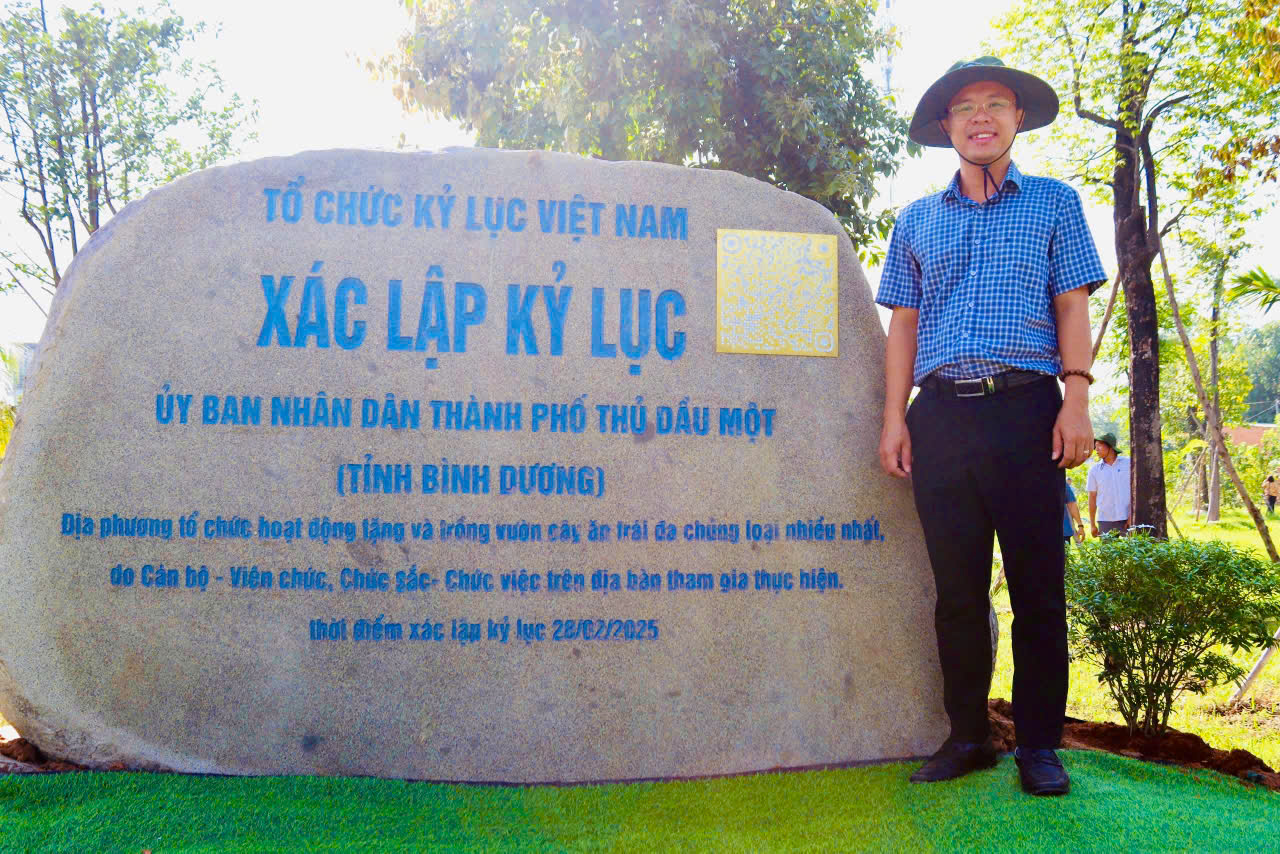 TỔ CHỨC KỶ LỤC VIỆT NAM
XÁC LẬP KỶ LỤC
ỦY BAN NHÂN DÂN THÀNH PHỐ THỦ DẦU MỘT
(TỈNH BÌNH DƯƠNG)
Địa phương tổ chức hoạt động tặng và trồng vườn cây ăn trái đa chủng loại nhiều nhất,
do Cán bộ - Viên chức, Chức sắc- Chức việc trên địa bàn tham gia thực hiện.
thời điểm xác lập kỷ lục 28/02/2025